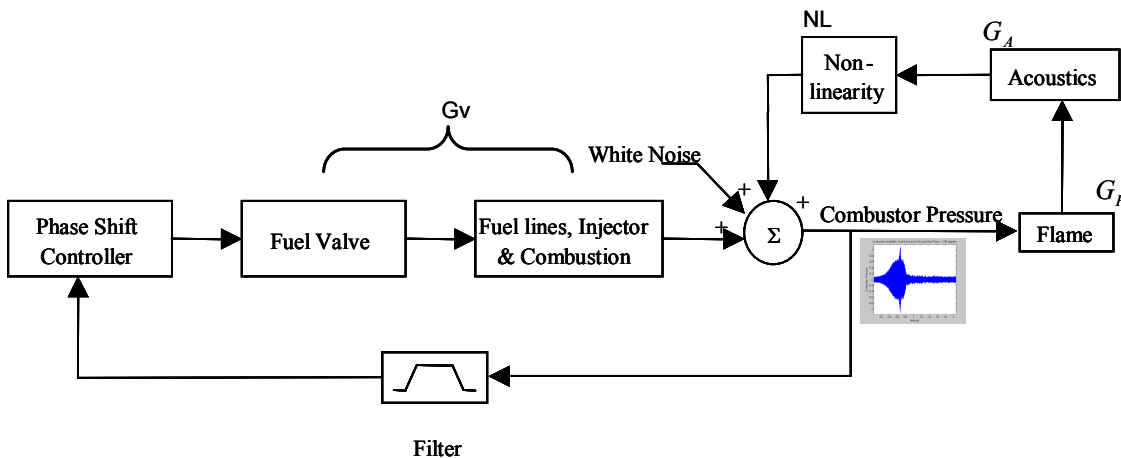 NL
G_A
Non-
linearity
Acoustics
Gv
White Noise
+
+
+
Phase Shift
Controller
Fuel Valve
Fuel lines, Injector
& Combustion
Σ
Combustor Pressure
Flame
Filter